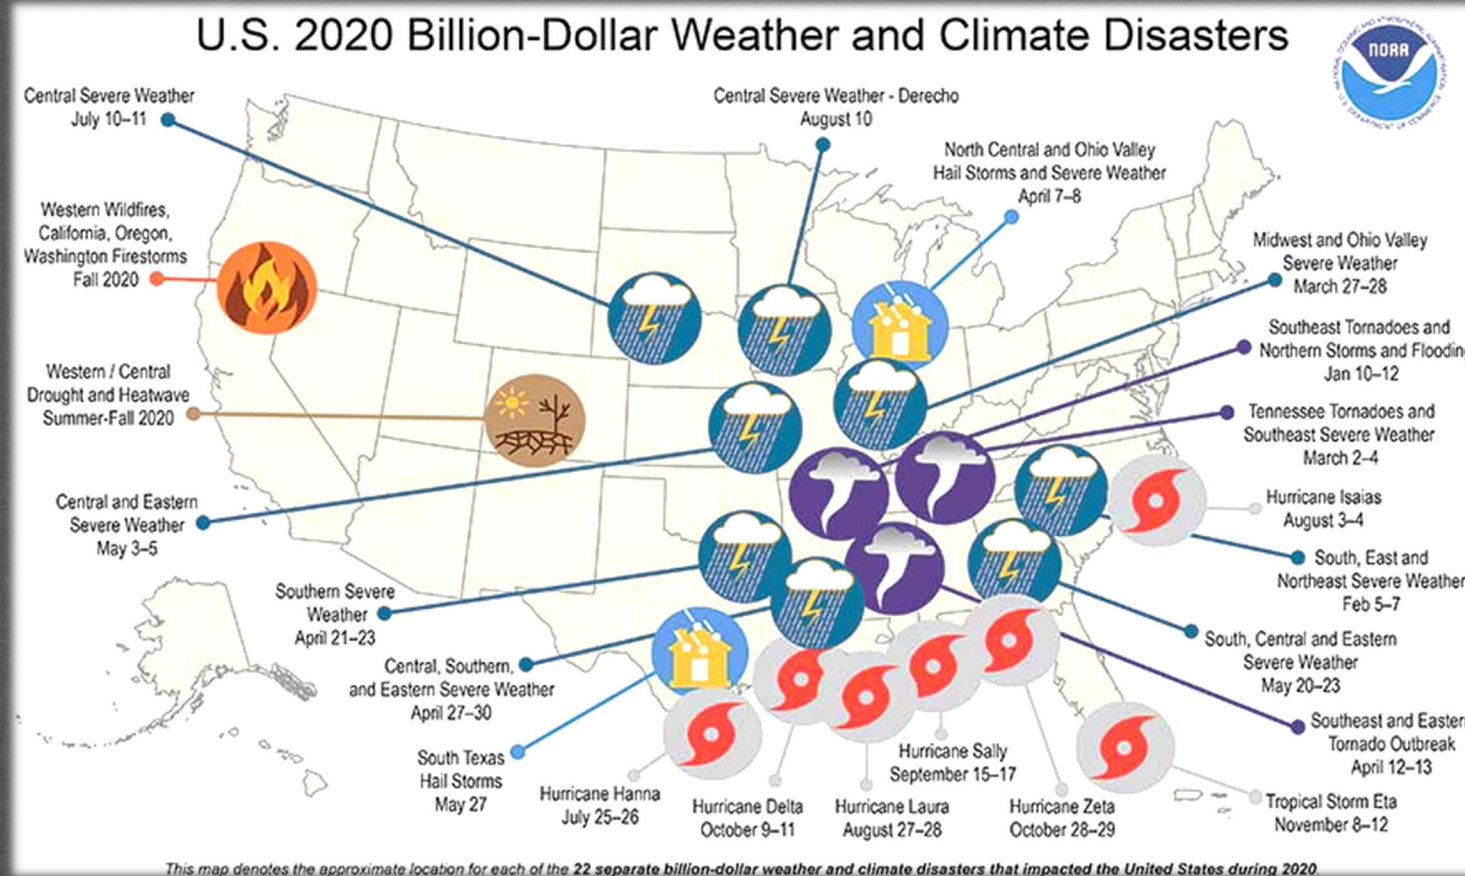 U.S. 2020 Billion-Dollar Weather and Climate Disasters
NOAA
Central Severe Weather
July 10–11
Central Severe Weather - Derecho
August 10
North Central and Ohio Valley
Hail Storms and Severe Weather
April 7–8
Western Wildfires,
California, Oregon,
Washington Firestorms
Fall 2020
Midwest and Ohio Valley
Severe Weather
March 27–28
Southeast Tornadoes and
Northern Storms and Flooding
Jan 10–12
Western / Central
Drought and Heatwave
Summer-Fall 2020
Tennessee Tornadoes and
Southeast Severe Weather
March 2–4
Central and Eastern
Severe Weather
May 3–5
Hurricane Isaias
August 3–4
South, East and
Northeast Severe Weather
Feb 5–7
Southern Severe
Weather
April 21–23
South, Central and Eastern
Severe Weather
May 20–23
Central, Southern,
and Eastern Severe Weather
April 27–30
Southeast and Eastern
Tornado Outbreak
April 12–13
South Texas
Hail Storms
May 27
Hurricane Hanna
July 25–26
Hurricane Delta
October 9–11
Hurricane Laura
August 27–28
Hurricane Sally
September 15–17
Hurricane Zeta
October 28–29
Tropical Storm Eta
November 8–12
This map denotes the approximate location for each of the 22 separate billion-dollar weather and climate disasters that impacted the United States during 2020.